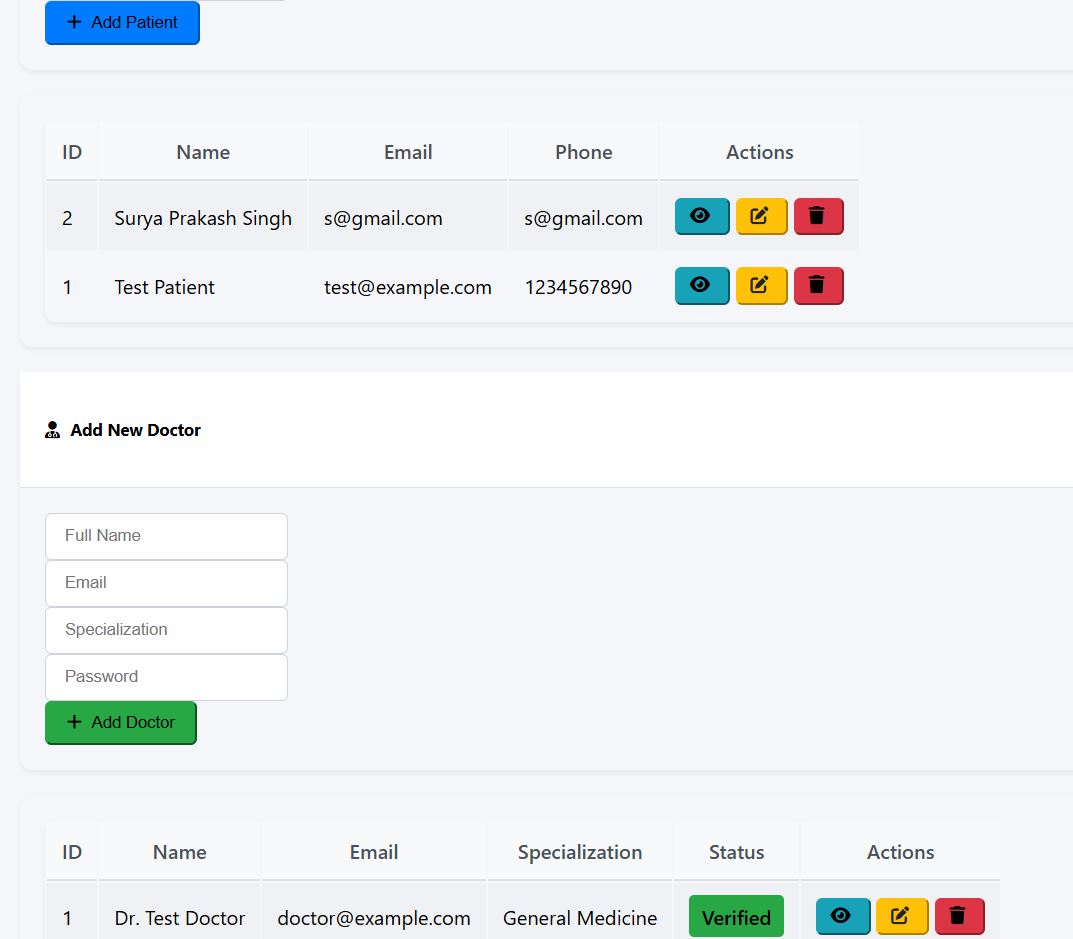 Add Patient
ID Name Email Phone Actions
2 Surya Prakash Singh s@gmail.com s@gmail.com
1 Test Patient test@example.com 1234567890
Add New Doctor
Full Name
Email
Specialization
Password
Add Doctor
ID Name Email Specialization Status Actions
1 Dr. Test Doctor doctor@example.com General Medicine Verified